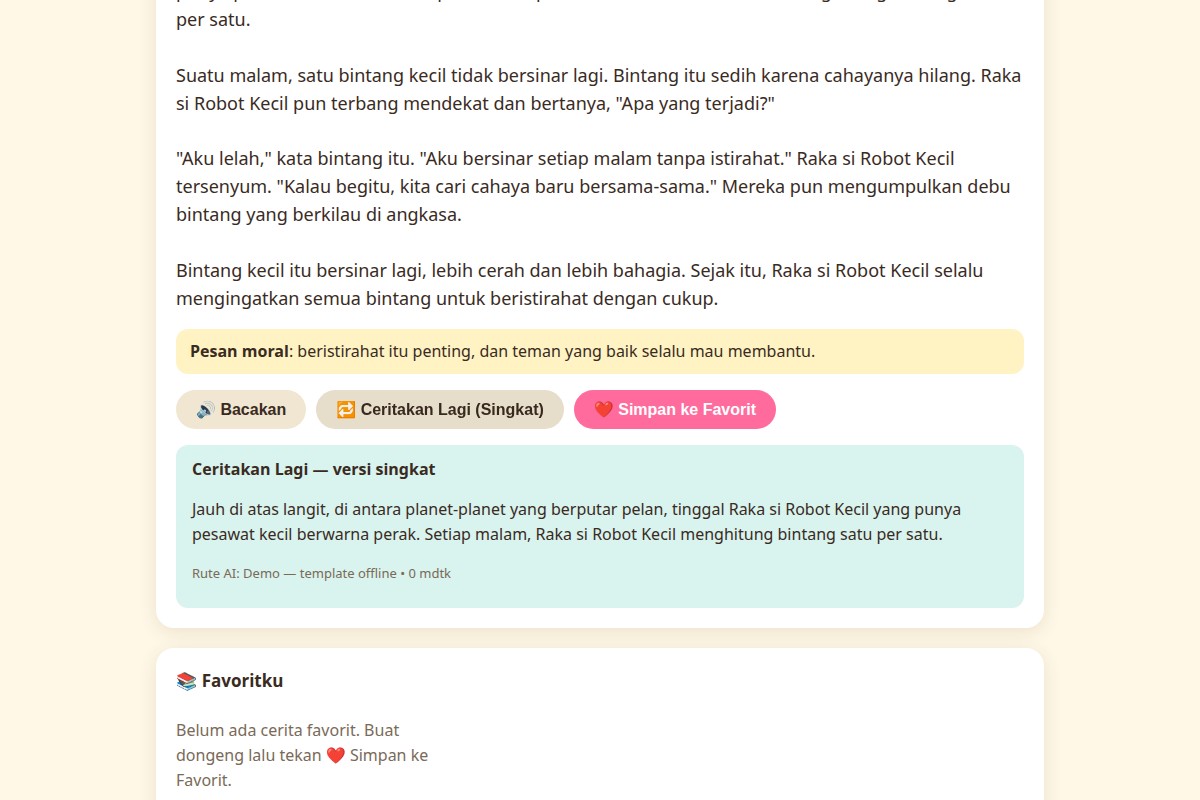 per satu.
Suatu malam, satu bintang kecil tidak bersinar lagi. Bintang itu sedih karena cahayanya hilang. Raka
si Robot Kecil pun terbang mendekat dan bertanya, "Apa yang terjadi?"
"Aku lelah," kata bintang itu. "Aku bersinar setiap malam tanpa istirahat." Raka si Robot Kecil
tersenyum. "Kalau begitu, kita cari cahaya baru bersama-sama." Mereka pun mengumpulkan debu
bintang yang berkilau di angkasa.
Bintang kecil itu bersinar lagi, lebih cerah dan lebih bahagia. Sejak itu, Raka si Robot Kecil selalu
mengingatkan semua bintang untuk beristirahat dengan cukup.
Pesan moral: beristirahat itu penting, dan teman yang baik selalu mau membantu.
🔊 Bacakan 🔁 Ceritakan Lagi (Singkat) ❤️ Simpan ke Favorit
Ceritakan Lagi — versi singkat
Jauh di atas langit, di antara planet-planet yang berputar pelan, tinggal Raka si Robot Kecil yang punya
pesawat kecil berwarna perak. Setiap malam, Raka si Robot Kecil menghitung bintang satu per satu.
Rute AI: Demo — template offline • 0 mdtk
📚 Favoritku
Belum ada cerita favorit. Buat
dongeng lalu tekan ❤️ Simpan ke
Favorit.